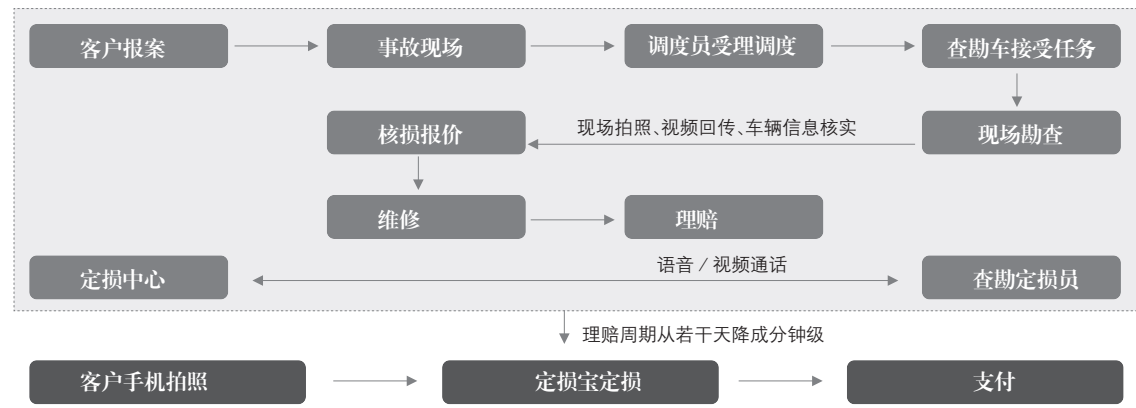 客户报案
事故现场
调度员受理调度
查勘车接受任务
核损报价
现场拍照、视频回传、车辆信息核实
现场勘查
维修
理赔
定损中心
语音 / 视频通话
查勘定损员
理赔周期从若干天降成分钟级
客户手机拍照
定损宝定损
支付